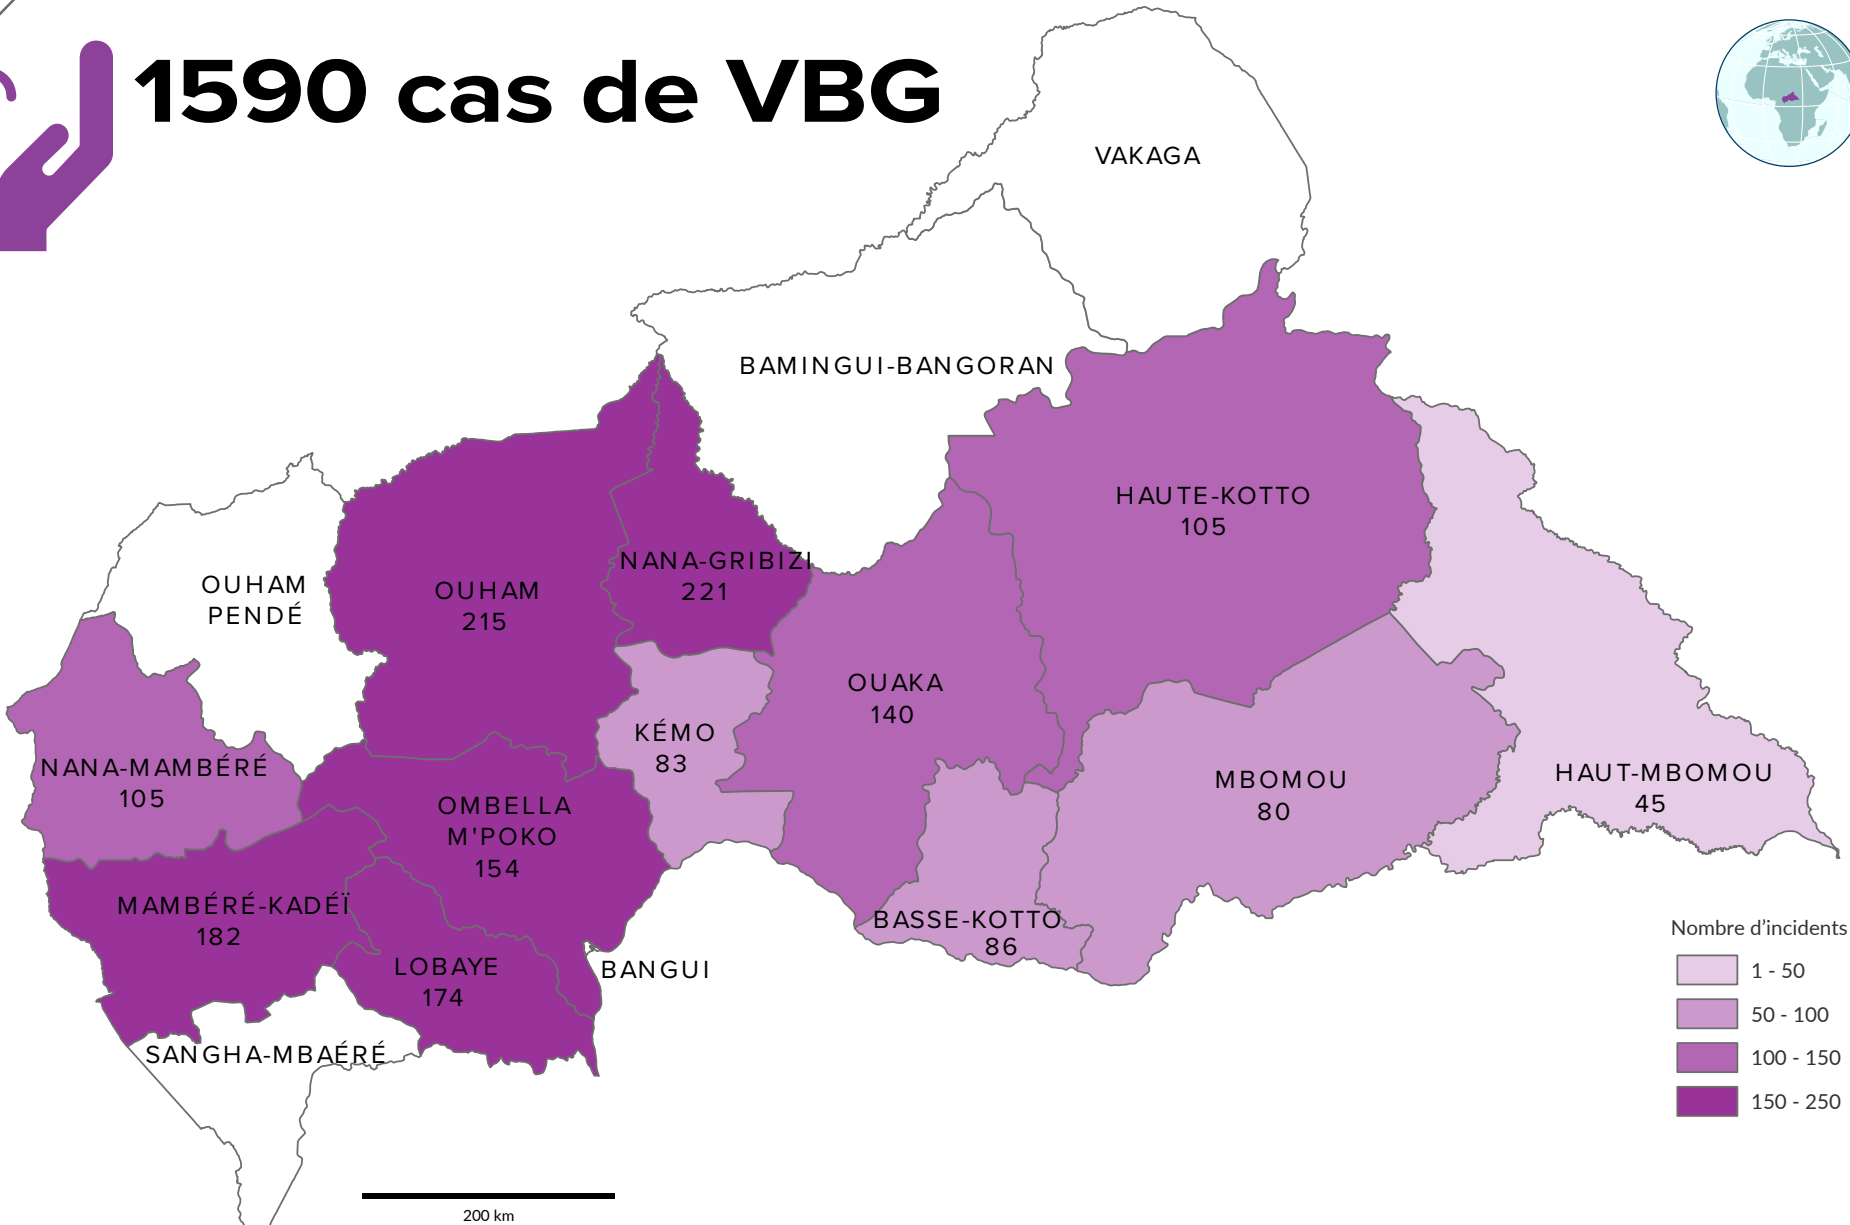 1590 cas de VBG
VAKAGA
BAMINGUI-BANGORAN
HAUTE-KOTTO
105
NANA-GRIBIZI
221
OUHAM
PENDÉ
OUHAM
215
OUAKA
140
KÉMO
83
NANA-MAMBÉRÉ
105
MBOMOU
80
HAUT-MBOMOU
45
OMBELLA
M'POKO
154
MAMBÉRÉ-KADÉÏ
182
BASSE-KOTTO
86
LOBAYE
174
BANGUI
SANGHA-MBAÉRÉ
Nombre d’incidents
1 - 50
50 - 100
100 - 150
150 - 250
200 km